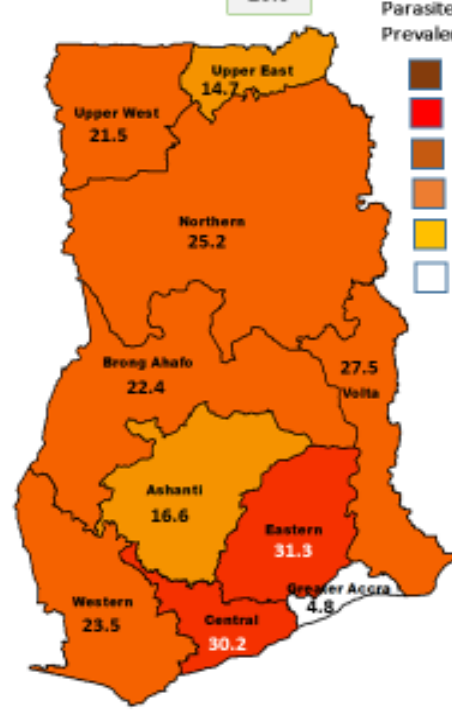 Parasite
Prevale
Upper East
14.7
Upper West
21.5
Northern
25.2
Brong Ahafo
22.4
27.5
Volta
Ashanti
16.6
Eastern
31.3
Greater Accra
4.8
Western
23.5
Central
30.2